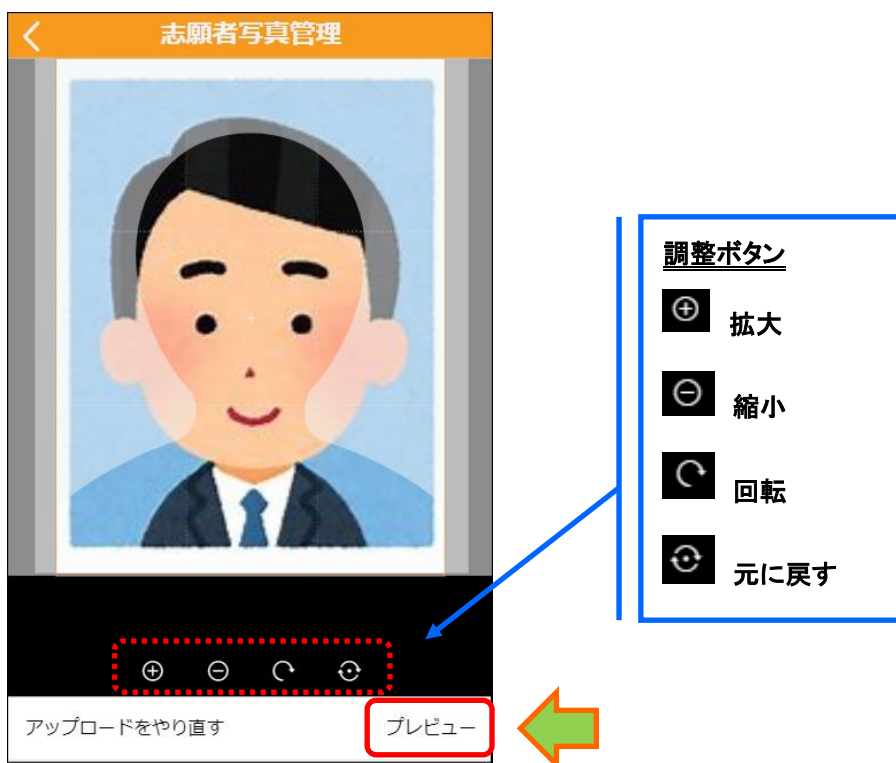 志願者写真管理
アップロードをやり直す
プレビュー
調整ボタン
拡大
縮小
回転
元に戻す